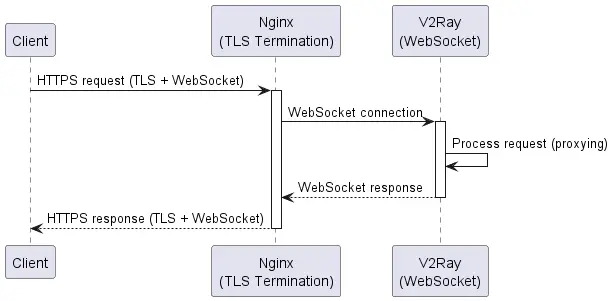 Client
Nginx
(TLS Termination)
V2Ray
(WebSocket)
HTTPS request (TLS + WebSocket)
WebSocket connection
Process request (proxying)
WebSocket response
HTTPS response (TLS + WebSocket)
Client
Nginx
(TLS Termination)
V2Ray
(WebSocket)